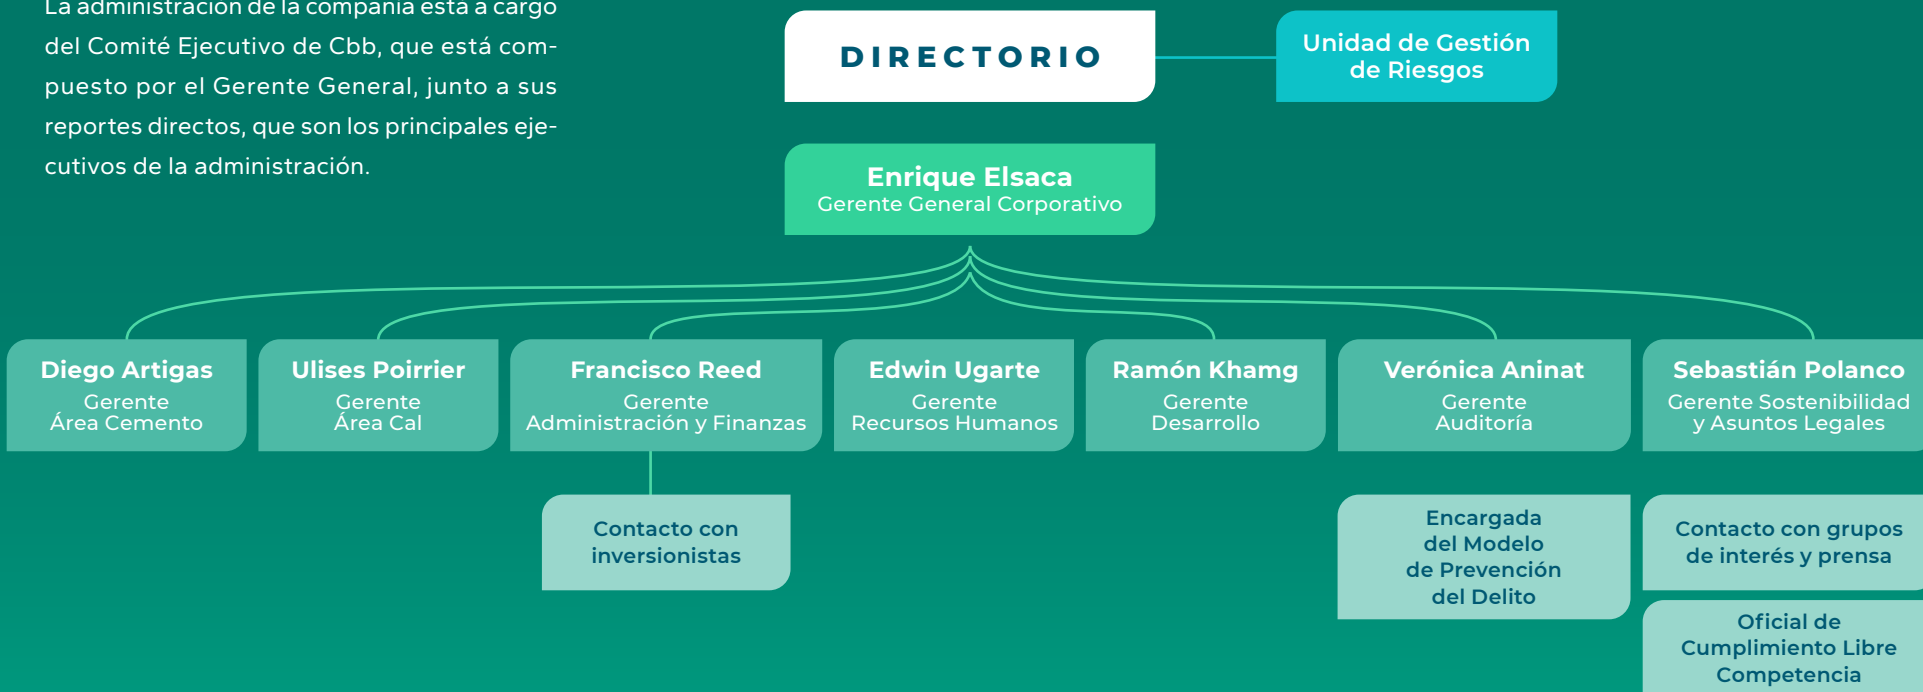 La administración de la compañía está a cargo
del Comité Ejecutivo de Cbb, que está com-
puesto por el Gerente General, junto a sus
reportes directos, que son los principales eje-
cutivos de la administración.
DIRECTORIO
Unidad de Gestión
de Riesgos
Enrique Elsaca
Gerente General Corporativo
Diego Artigas
Gerente
Área Cemento
Ulises Poirrier
Gerente
Área Cal
Francisco Reed
Gerente
Administración y Finanzas
Edwin Ugarte
Gerente
Recursos Humanos
Ramón Khamg
Gerente
Desarrollo
Verónica Aninat
Gerente
Auditoría
Sebastián Polanco
Gerente Sostenibilidad
y Asuntos Legales
Contacto con
inversionistas
Encargada
del Modelo
de Prevención
del Delito
Contacto con grupos
de interés y prensa
Oficial de
Cumplimiento Libre
Competencia